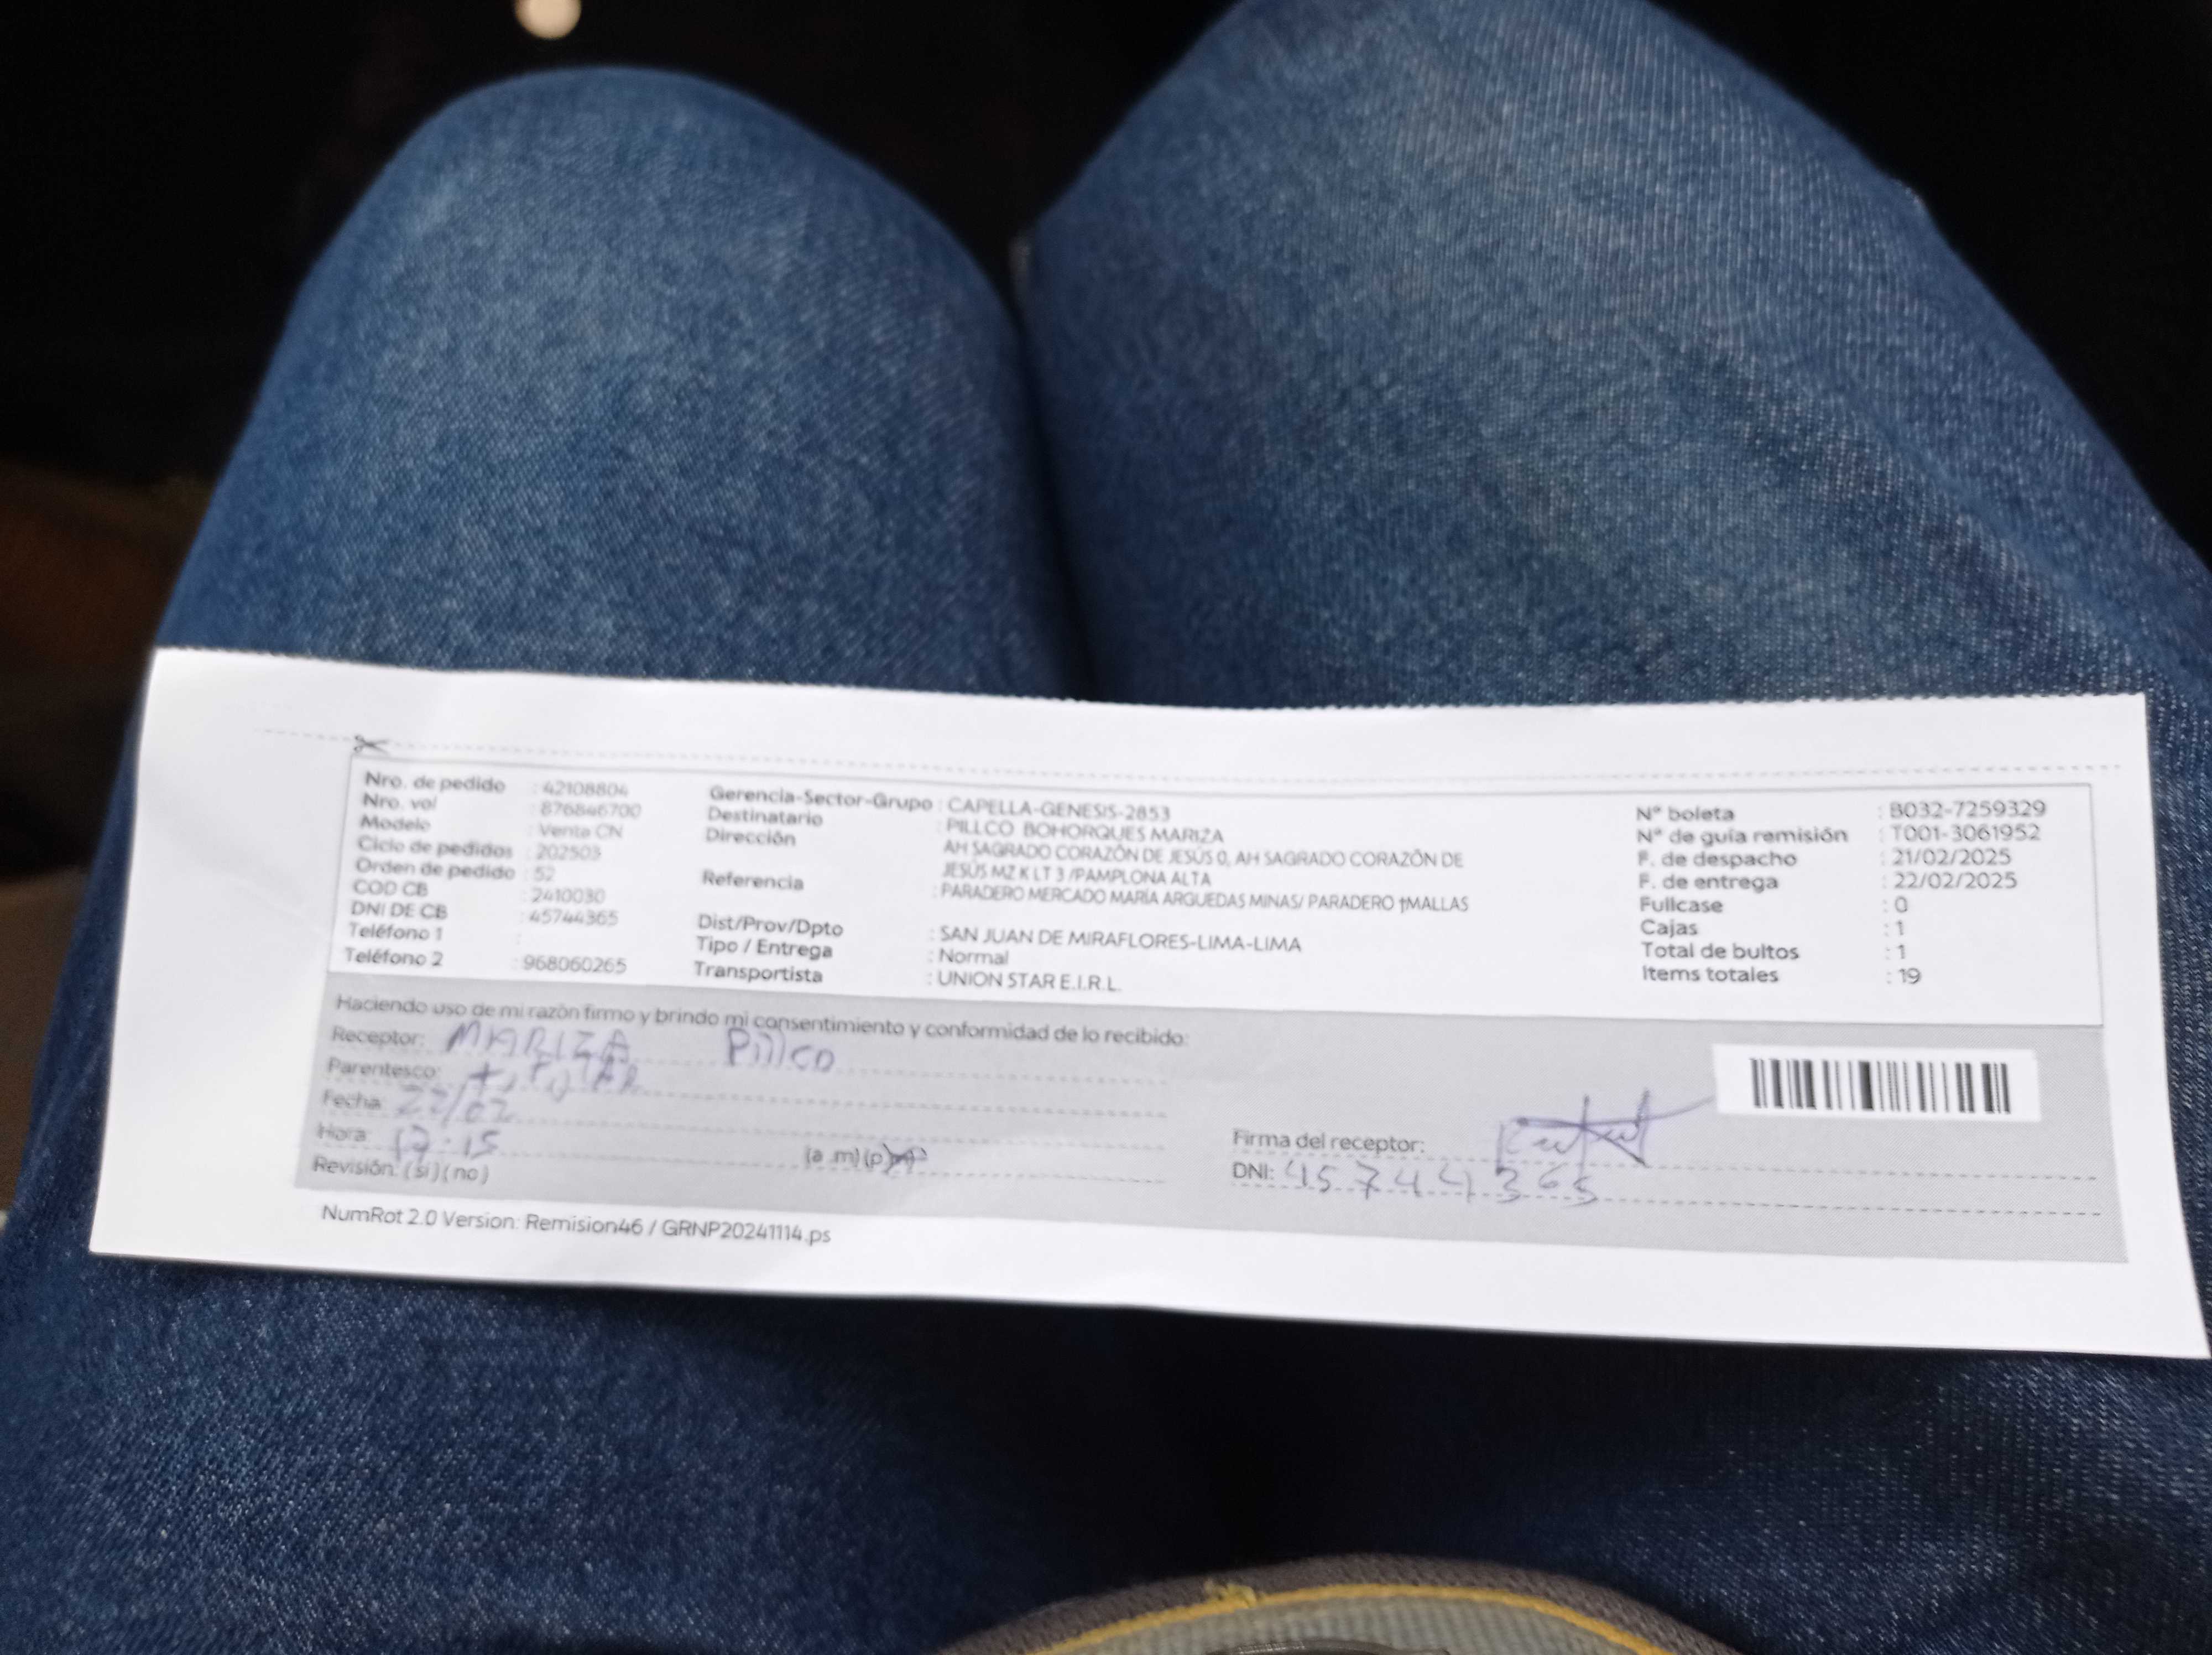 Nro. de pedido : 42108804
Nro. vol : 876846700
Modelo : Venta CN
Ciclo de pedidos : 202503
Orden de pedido : 52
COD CB : 2410030
DNI DE CB : 45744365
Teléfono 1 :
Teléfono 2 : 968060265
Gerencia-Sector-Grupo : CAPELLA-GENESIS-2853
Destinatario : PILLCO BOHORQUES MARIZA
Dirección : AH SAGRADO CORAZÓN DE JESÚS 0, AH SAGRADO CORAZÓN DE
JESÚS MZ K LT 3 /PAMPLONA ALTA
Referencia : PARADERO MERCADO MARÍA ARGUEDAS MINAS/ PARADERO †MALLAS
Dist/Prov/Dpto : SAN JUAN DE MIRAFLORES-LIMA-LIMA
Tipo / Entrega : Normal
Transportista : UNION STAR E.I.R.L.
N° boleta : B032-7259329
N° de guía remisión : T001-3061952
F. de despacho : 21/02/2025
F. de entrega : 22/02/2025
Fullcase : 0
Cajas : 1
Total de bultos : 1
Items totales : 19
Haciendo uso de mi razón firmo y brindo mi consentimiento y conformidad de lo recibido:
Receptor: MARIZA Pillco
Parentesco: titular
Fecha: 22/02
Hora: 17:15 (a .m) (p
Revisión: (si) (no)
Firma del receptor:
DNI: 45744365
NumRot 2.0 Version: Remision46 / GRNP20241114.ps